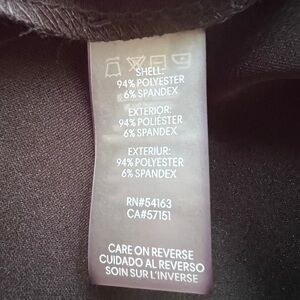 SHELL:
94% POLYESTER
6% SPANDEX
EXTERIOR:
94% POLIÉSTER
6% SPANDEX
EXTERIUR:
94% POLYESTER
6% SPANDEX
RN#54163
CA#57151
CARE ON REVERSE
CUIDADO AL REVERSO
SOIN SUR L'INVERSE